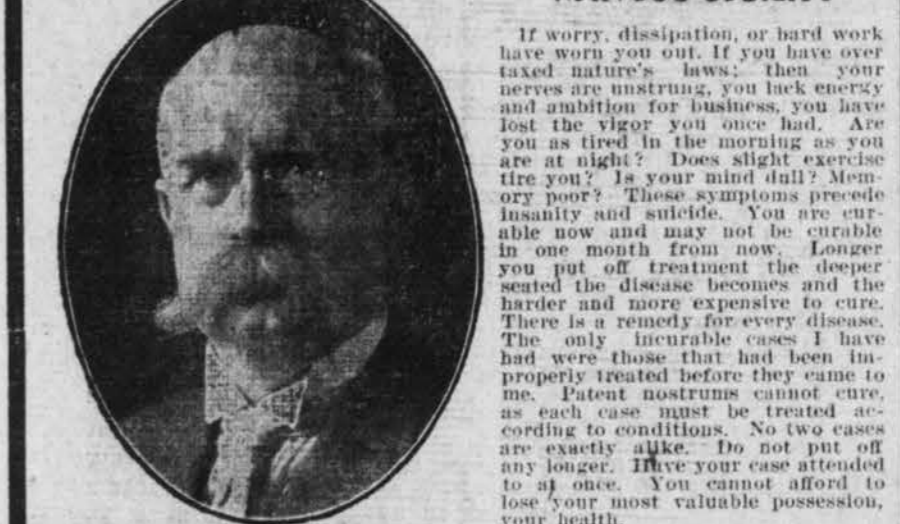 If worry, dissipation, or hard work
have worn you out. If you have over
taxed nature's laws; then your
nerves are unstrung, you lack energy
and ambition for business, you have
lost the vigor you once had. Are
you as tired in the morning as you
are at night? Does slight exercise
tire you? Is your mind dull? Mem-
ory poor? These symptoms precede
insanity and suicide. You are cur-
able now and may not be curable
in one month from now. Longer
you put off treatment the deeper
seated the disease becomes and the
harder and more expensive to cure.
There is a remedy for every disease.
The only incurable cases I have
had were those that had been im-
properly treated before they came to
me. Patent nostrums cannot cure,
as each case must be treated ac-
cording to conditions. No two cases
are exactly alike. Do not put off
any longer. Have your case attended
to at once. You cannot afford to
lose your most valuable possession,
your health.